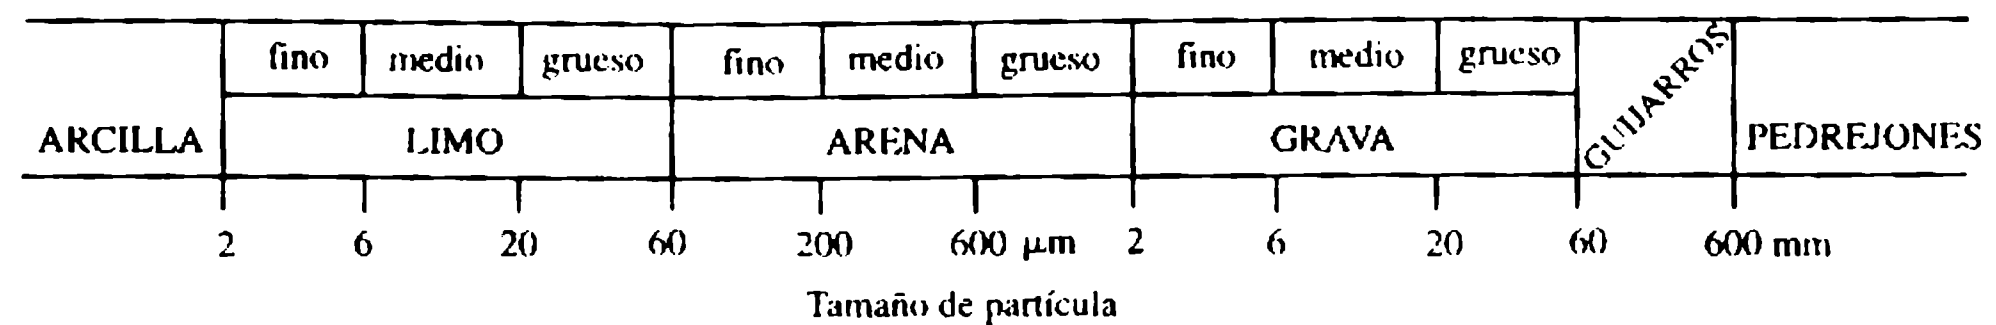 fino medio grueso fino medio grueso fino medio grueso GUIJARROS
ARCILLA LIMO ARENA GRAVA PEDREJONES
2 6 20 60 200 600 μm 2 6 20 60 600 mm
Tamaño de partícula